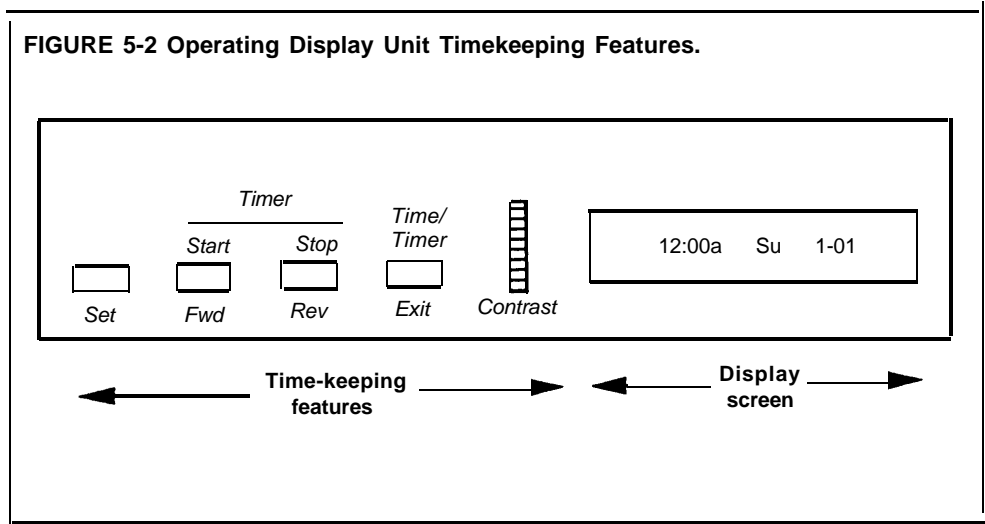 FIGURE 5-2 Operating Display Unit Timekeeping Features.
Timer
Start Stop
Time/
Timer
Set Fwd Rev Exit Contrast
12:00a Su 1-01
Time-keeping
features
Display
screen